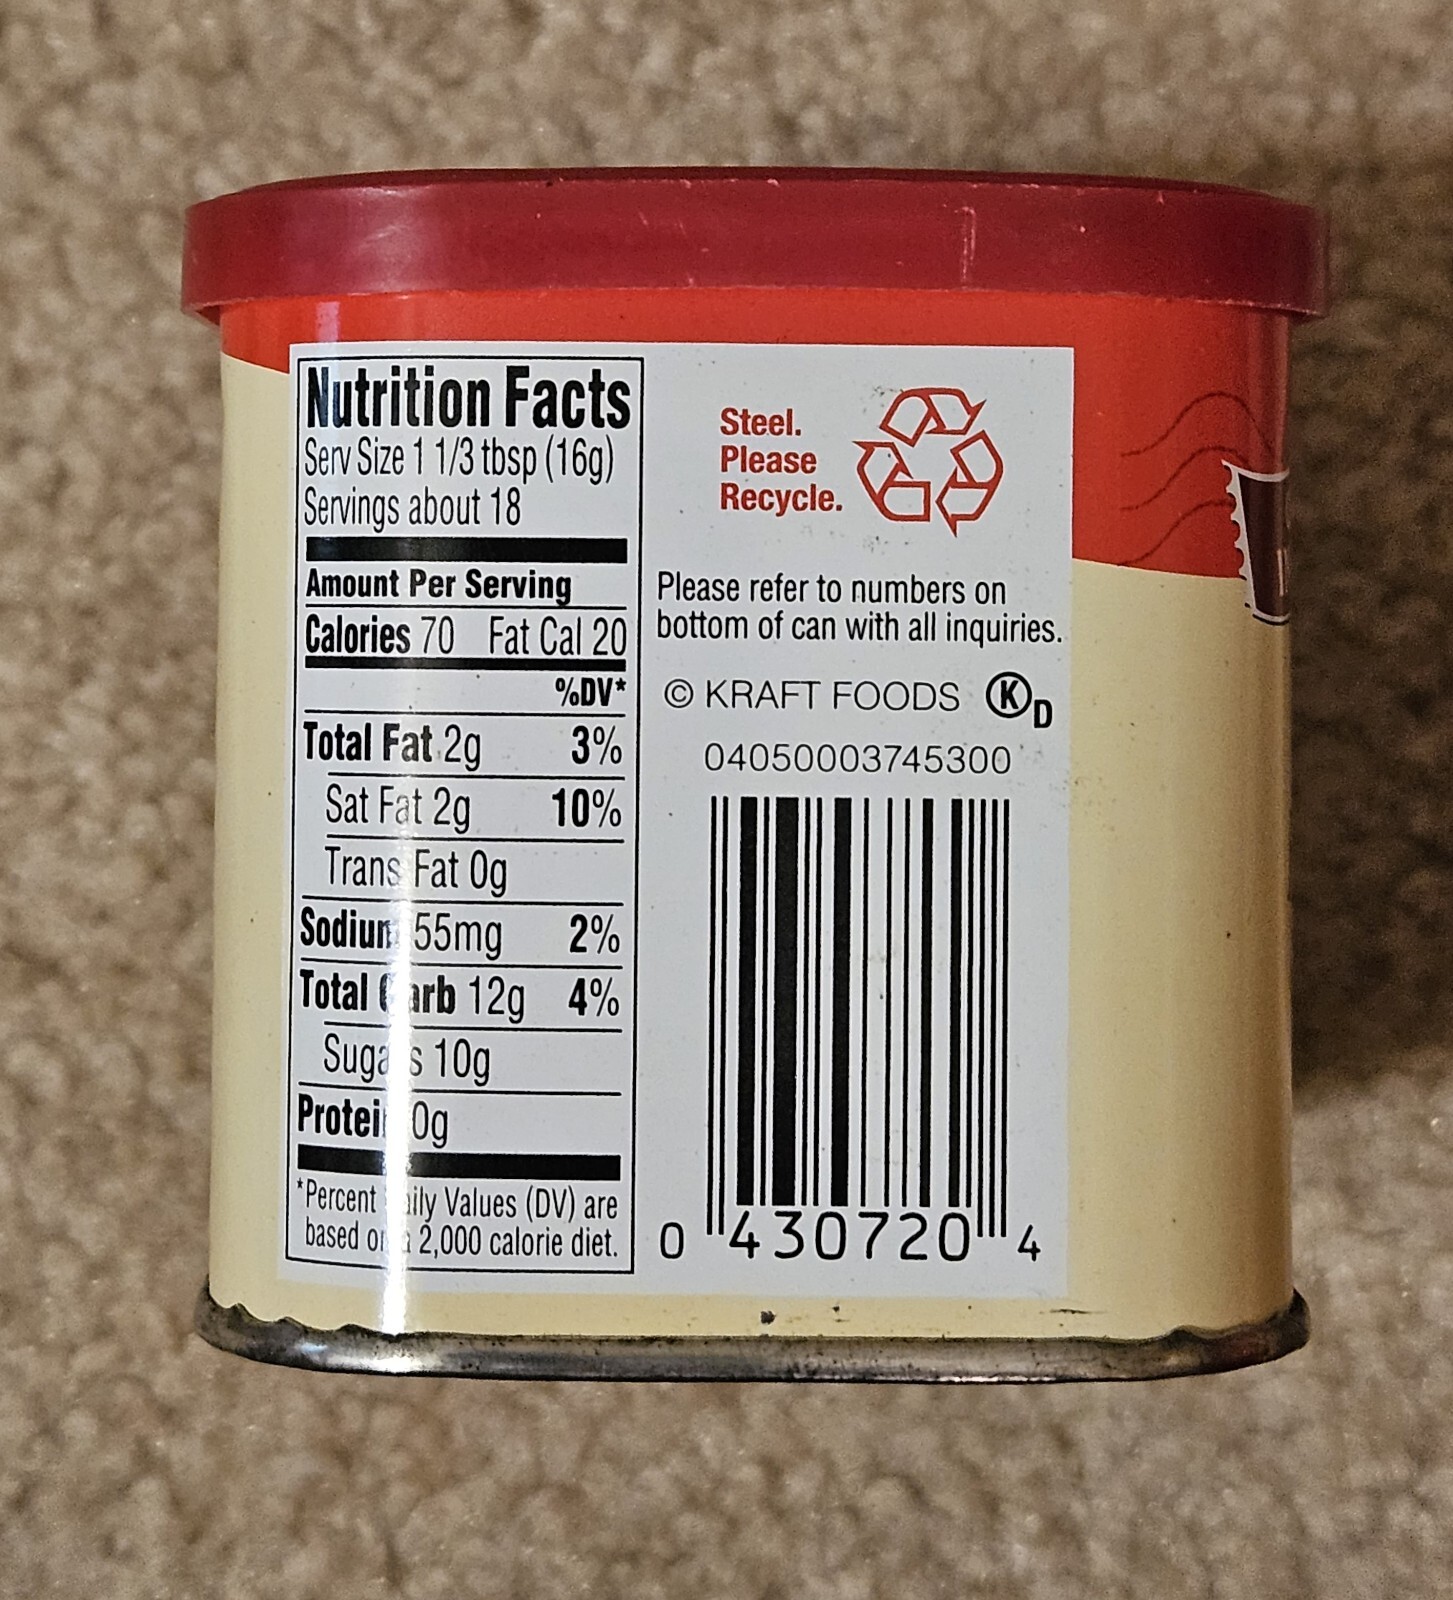 Nutrition Facts
Serv Size 1 1/3 tbsp (16g)
Servings about 18
Amount Per Serving
Calories 70 Fat Cal 20
%DV*
Total Fat 2g 3%
Sat Fat 2g 10%
Trans Fat 0g
Sodium 55mg 2%
Total Carb 12g 4%
Sugars 10g
Protein 0g
*Percent Daily Values (DV) are
based on a 2,000 calorie diet.
Steel.
Please
Recycle.
Please refer to numbers on
bottom of can with all inquiries.
© KRAFT FOODS K D
04050003745300
0 430720 4